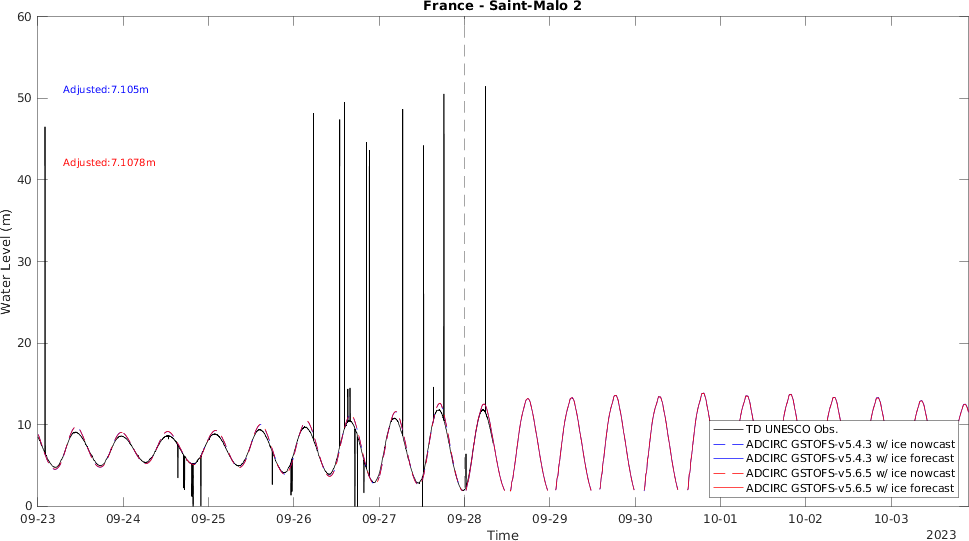 France - Saint-Malo 2
60
50
40
30
20
10
0
Water Level (m)
Adjusted:7.105m
Adjusted:7.1078m
TD UNESCO Obs.
ADCIRC GSTOFS-v5.4.3 w/ ice nowcast
ADCIRC GSTOFS-v5.4.3 w/ ice forecast
ADCIRC GSTOFS-v5.6.5 w/ ice nowcast
ADCIRC GSTOFS-v5.6.5 w/ ice forecast
09-23 09-24 09-25 09-26 09-27 09-28 09-29 09-30 10-01 10-02 10-03
Time
2023